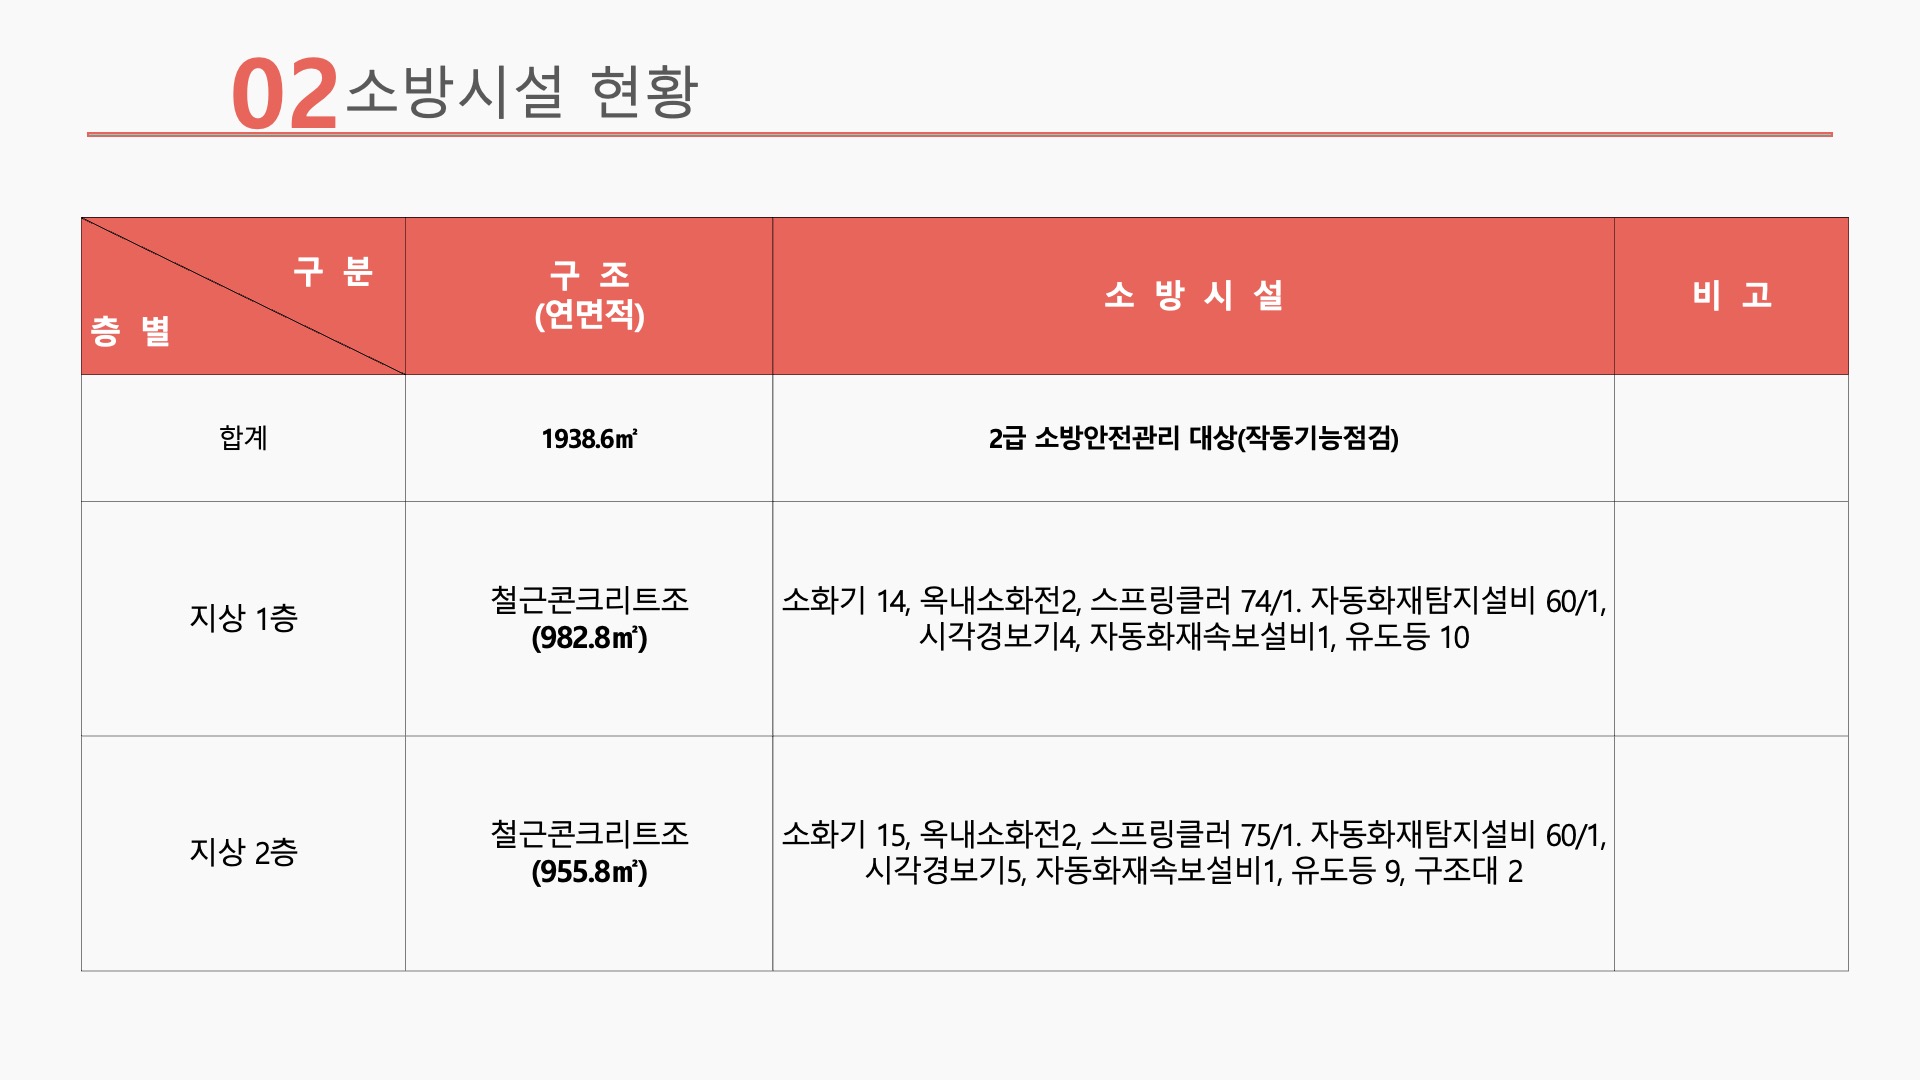 02소방시설 현황
구 분
층 별
구 조
(연면적)
소 방 시 설
비 고
합계
1938.6㎡
2급 소방안전관리 대상(작동기능점검)
지상 1층
철근콘크리트조
(982.8㎡)
소화기 14, 옥내소화전2, 스프링클러 74/1. 자동화재탐지설비 60/1,
시각경보기4, 자동화재속보설비1, 유도등 10
지상 2층
철근콘크리트조
(955.8㎡)
소화기 15, 옥내소화전2, 스프링클러 75/1. 자동화재탐지설비 60/1,
시각경보기5, 자동화재속보설비1, 유도등 9, 구조대 2